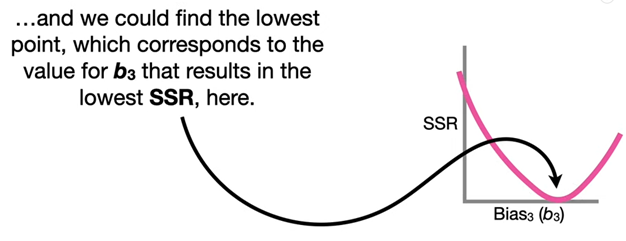 ...and we could find the lowest
point, which corresponds to the
value for b₃ that results in the
lowest SSR, here.
SSR
Bias₃ (b₃)